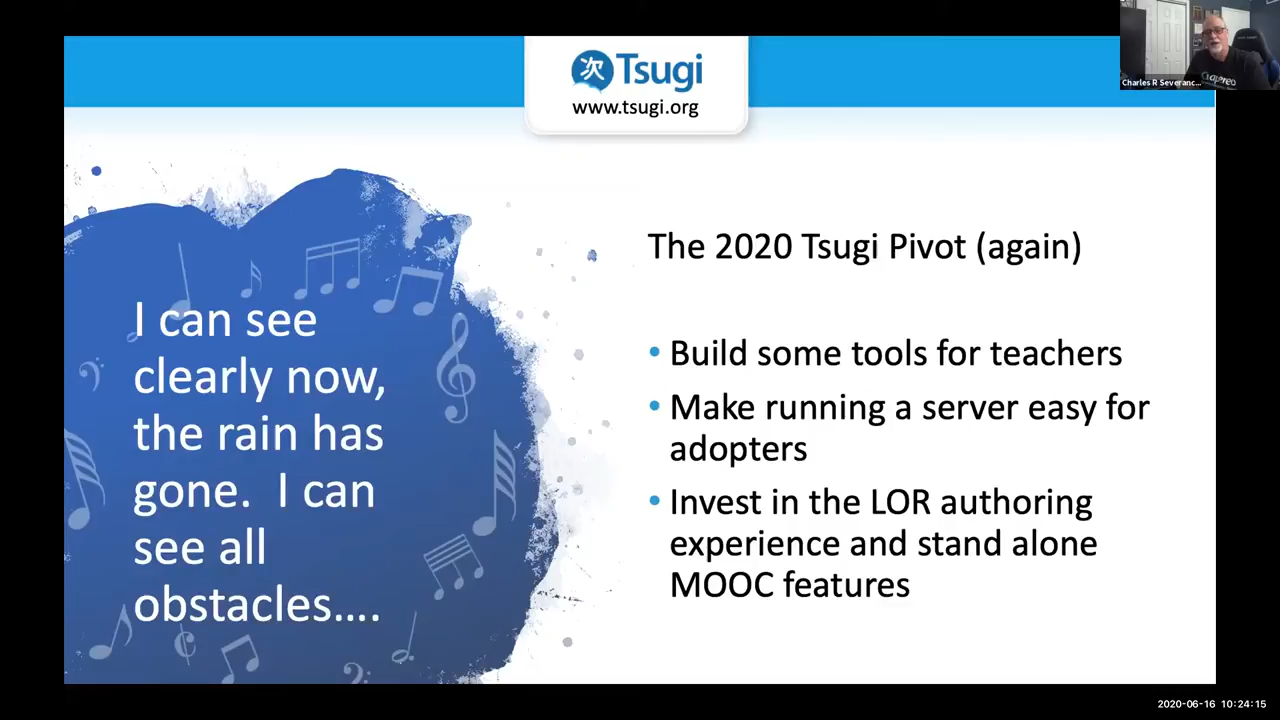 次 Tsugi
www.tsugi.org
Charles R Severanc...
The 2020 Tsugi Pivot (again)
I can see
clearly now,
the rain has
gone.  I can
see all
obstacles....
• Build some tools for teachers
• Make running a server easy for
adopters
• Invest in the LOR authoring
experience and stand alone
MOOC features
2020-06-16 10:24:15